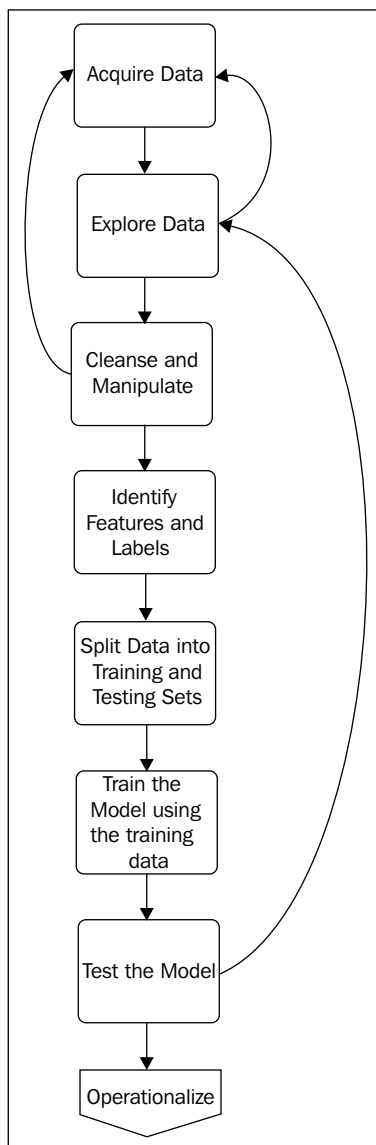 Acquire Data
Explore Data
Cleanse and
Manipulate
Identify
Features and
Labels
Split Data into
Training and
Testing Sets
Train the
Model using
the training
data
Test the Model
Operationalize